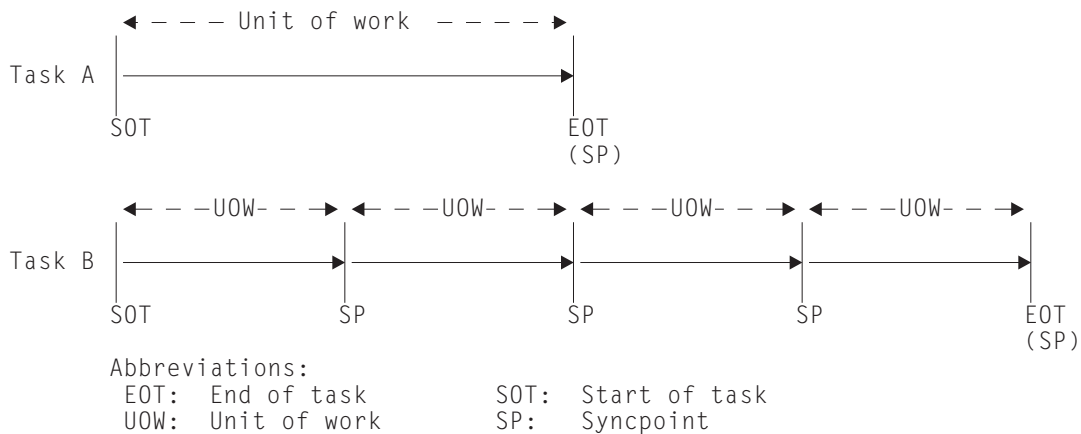 Unit of work
Task A
SOT EOT
(SP)
UOW UOW UOW UOW
Task B
SOT SP SP SP EOT
(SP)
Abbreviations:
EOT: End of task SOT: Start of task
UOW: Unit of work SP: Syncpoint